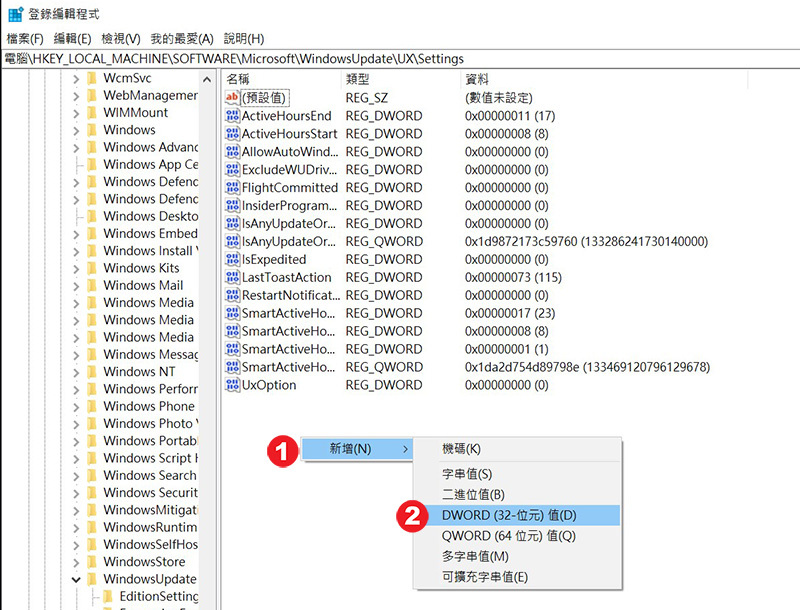 登錄編輯程式
檔案(F) 編輯(E) 檢視(V) 我的最愛(A) 說明(H)
電腦\HKEY_LOCAL_MACHINE\SOFTWARE\Microsoft\WindowsUpdate\UX\Settings
WcmSvc
WebManagemer
WIMMount
Windows
Windows Advanc
Windows App Ce
Windows Defend
Windows Defend
Windows Deskto
Windows Embed
Windows Install
Windows Kits
Windows Mail
Windows Media
Windows Media
Windows Media
Windows Messag
Windows NT
Windows Perforr
Windows Phone
Windows Photo
Windows Portab
Windows Script
Windows Search
Windows Securit
WindowsMitigati
WindowsRuntim
WindowsSelfHos
WindowsStore
WindowsUpdate
EditionSetting
名稱 類型 資料
ab (預設值) REG_SZ (數值未設定)
ActiveHoursEnd REG_DWORD 0x00000011 (17)
ActiveHoursStart REG_DWORD 0x00000008 (8)
AllowAutoWind... REG_DWORD 0x00000000 (0)
ExcludeWUDriv... REG_DWORD 0x00000000 (0)
FlightCommitted REG_DWORD 0x00000000 (0)
InsiderProgram... REG_DWORD 0x00000000 (0)
IsAnyUpdateOr... REG_DWORD 0x00000000 (0)
IsAnyUpdateOr... REG_QWORD 0x1d9872173c59760 (133286241730140000)
IsExpedited REG_DWORD 0x00000000 (0)
LastToastAction REG_DWORD 0x00000073 (115)
RestartNotificat... REG_DWORD 0x00000000 (0)
SmartActiveHo... REG_DWORD 0x00000017 (23)
SmartActiveHo... REG_DWORD 0x00000008 (8)
SmartActiveHo... REG_DWORD 0x00000001 (1)
SmartActiveHo... REG_QWORD 0x1da2d754d89798e (133469120796129678)
UxOption REG_DWORD 0x00000000 (0)
1 新增(N)
機碼(K)
字串值(S)
二進位值(B)
2 DWORD (32-位元) 值(D)
QWORD (64 位元) 值(Q)
多字串值(M)
可擴充字串值(E)